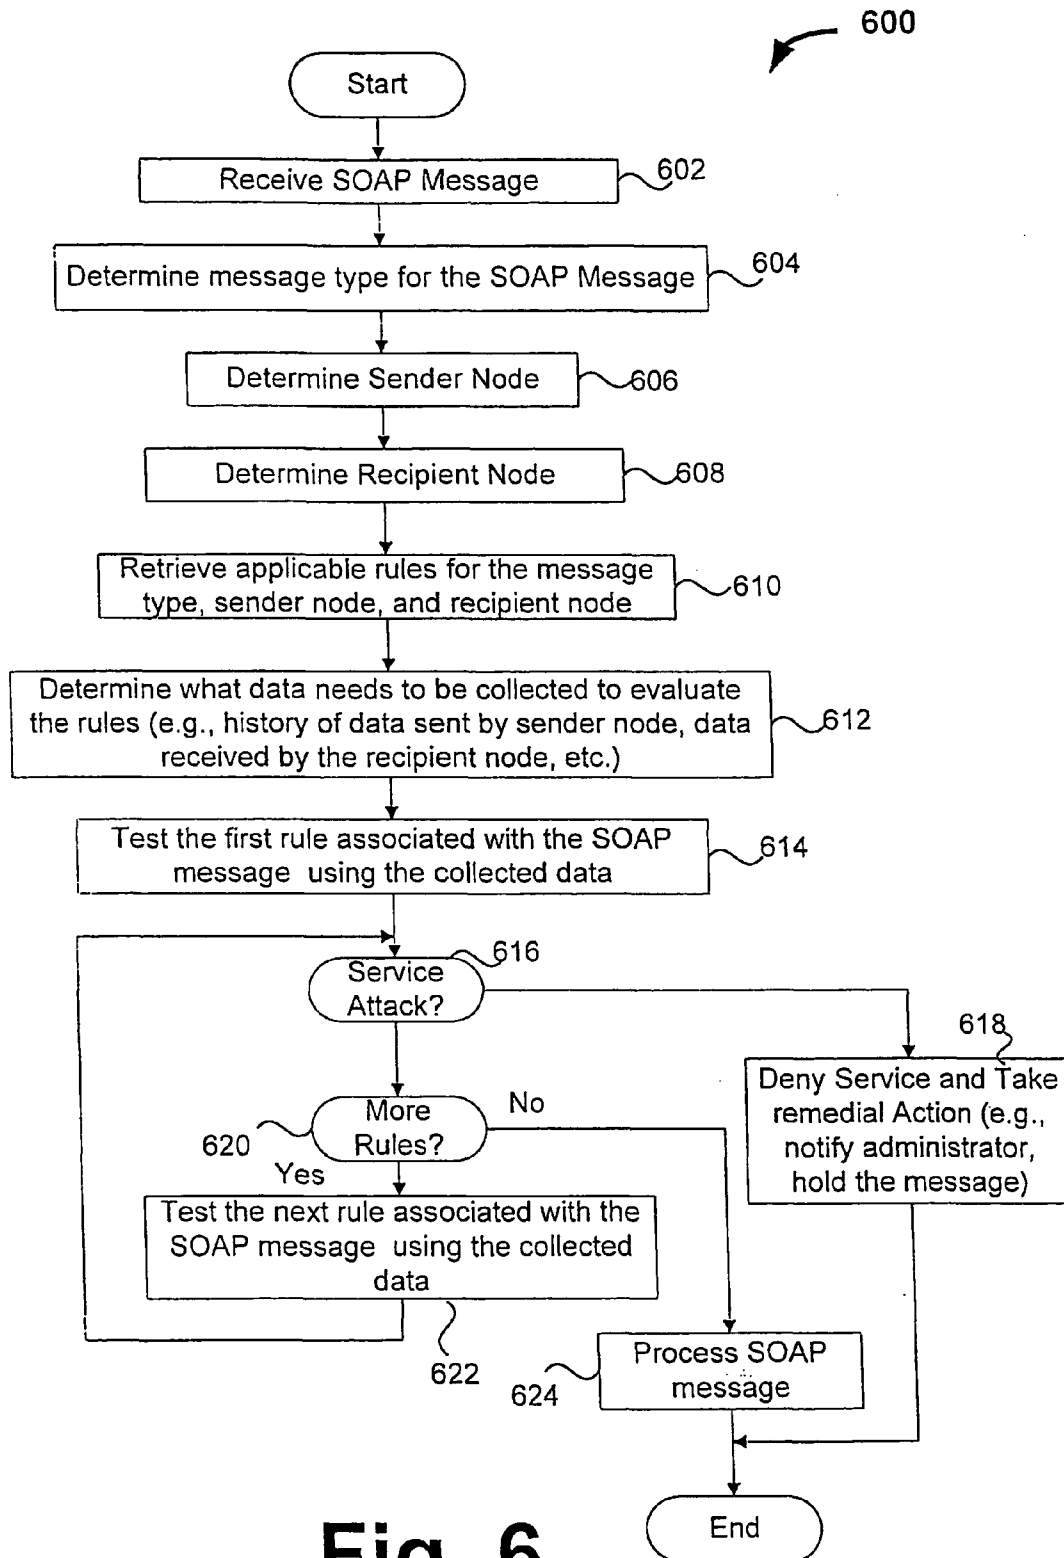 600
Start
Receive SOAP Message
602
Determine message type for the SOAP Message
604
Determine Sender Node
606
Determine Recipient Node
608
Retrieve applicable rules for the message
type, sender node, and recipient node
610
Determine what data needs to be collected to evaluate
the rules (e.g., history of data sent by sender node, data
received by the recipient node, etc.)
612
Test the first rule associated with the SOAP
message using the collected data
614
616
Service
Attack?
618
Deny Service and Take
remedial Action (e.g.,
notify administrator,
hold the message)
More
Rules?
No
620
Yes
Test the next rule associated with the
SOAP message using the collected
data
622
Process SOAP
message
624
End
Fig. 6